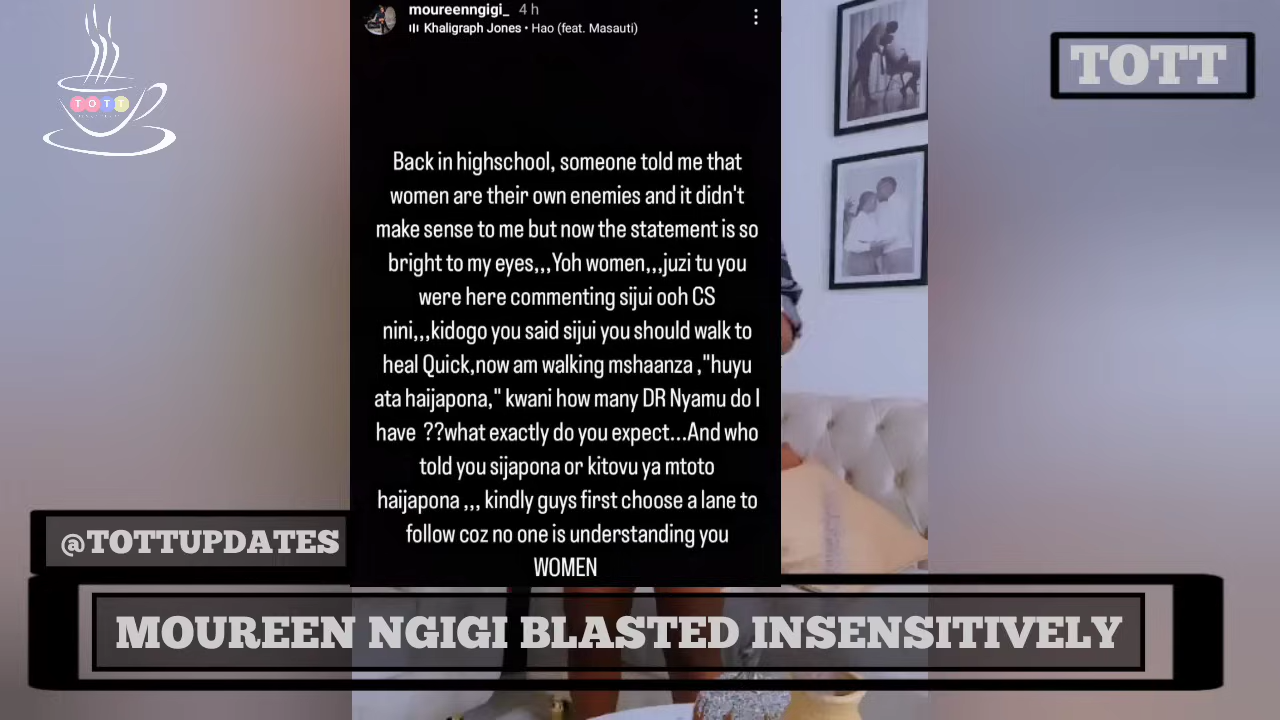 moureenngigi_ 4 h
Khaligraph Jones • Hao (feat. Masauti)
TOTT
TOTT
Back in highschool, someone told me that
women are their own enemies and it didn't
make sense to me but now the statement is so
bright to my eyes,,,Yoh women,,,juzi tu you
were here commenting sijui ooh CS
nini,,,kidogo you said sijui you should walk to
heal Quick,now am walking mshaanza ,"huyu
ata haijapona," kwani how many DR Nyamu do I
have ??what exactly do you expect...And who
told you sijapona or kitovu ya mtoto
haijapona ,,, kindly guys first choose a lane to
follow coz no one is understanding you
WOMEN
@TOTTUPDATES
MOUREEN NGIGI BLASTED INSENSITIVELY